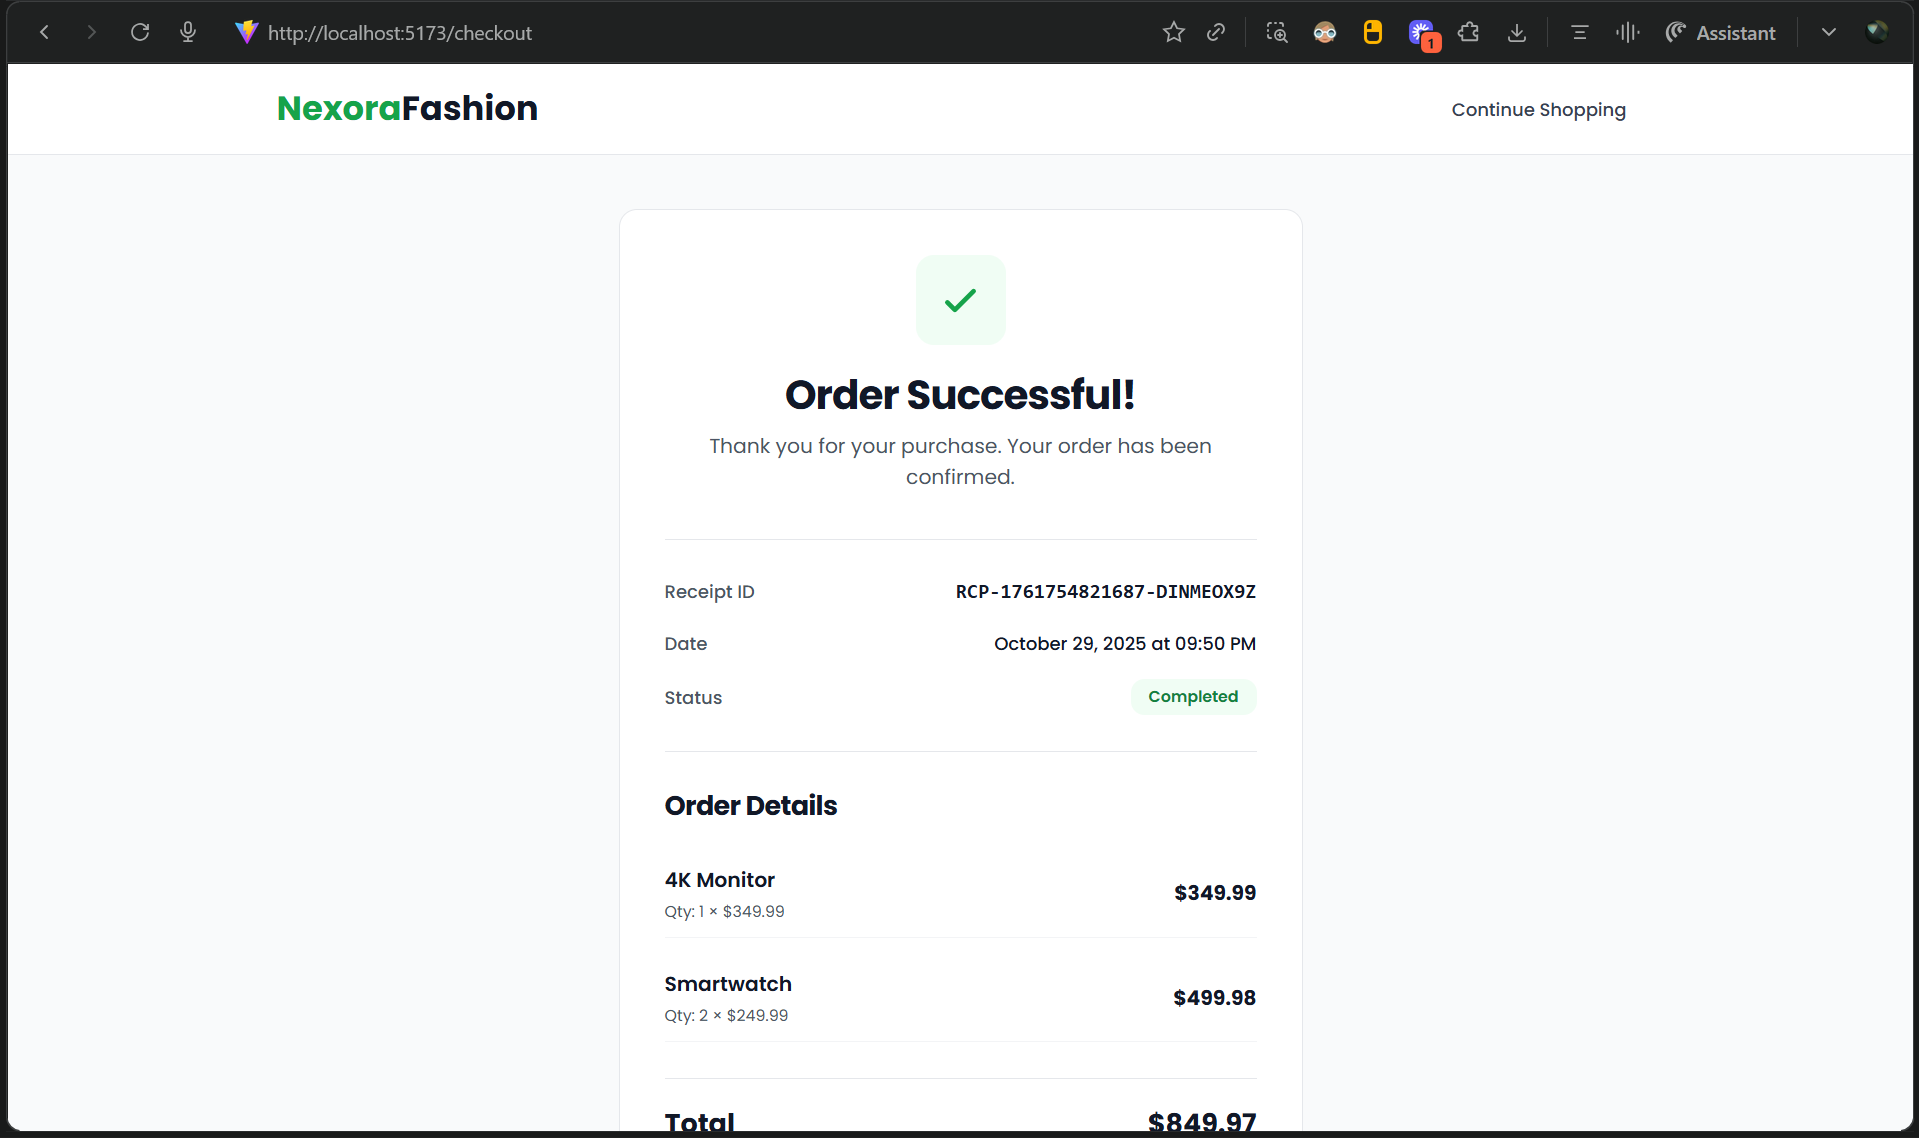 http://localhost:5173/checkout
1
Assistant
NexoraFashion
Continue Shopping
Order Successful!
Thank you for your purchase. Your order has been
confirmed.
Receipt ID
RCP-1761754821687-DINMEOX9Z
Date
October 29, 2025 at 09:50 PM
Status
Completed
Order Details
4K Monitor
$349.99
Qty: 1 × $349.99
Smartwatch
$499.98
Qty: 2 × $249.99
Total
$849.97